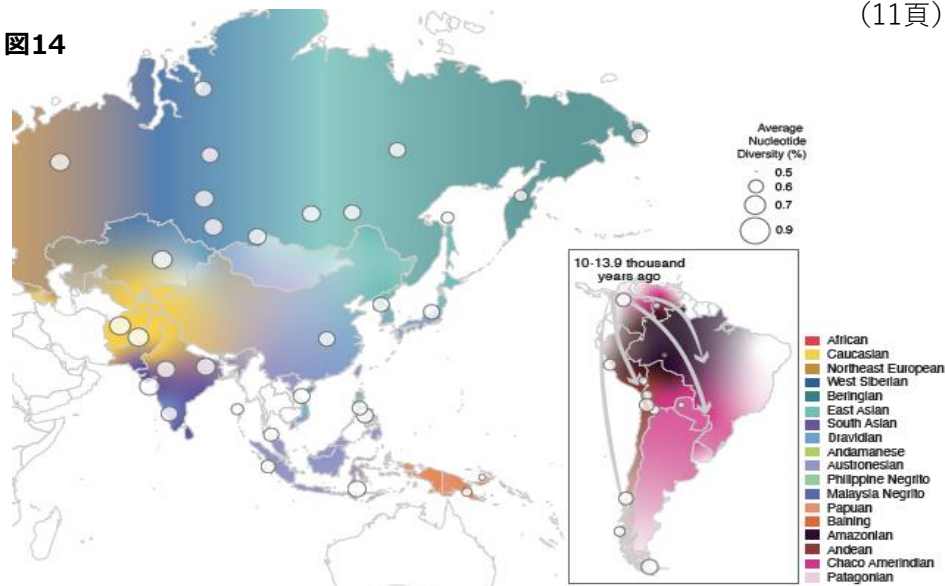 （11頁）
図14
Average
Nucleotide
Diversity (%)
0.5
0.6
0.7
0.9
10-13.9 thousand
years ago
African
Caucasian
Northeast European
West Siberian
Beringian
East Asian
South Asian
Dravidian
Andamanese
Austronesian
Philippine Negrito
Malaysia Negrito
Papuan
Baining
Amazonian
Andean
Chaco Amerindian
Patagonian